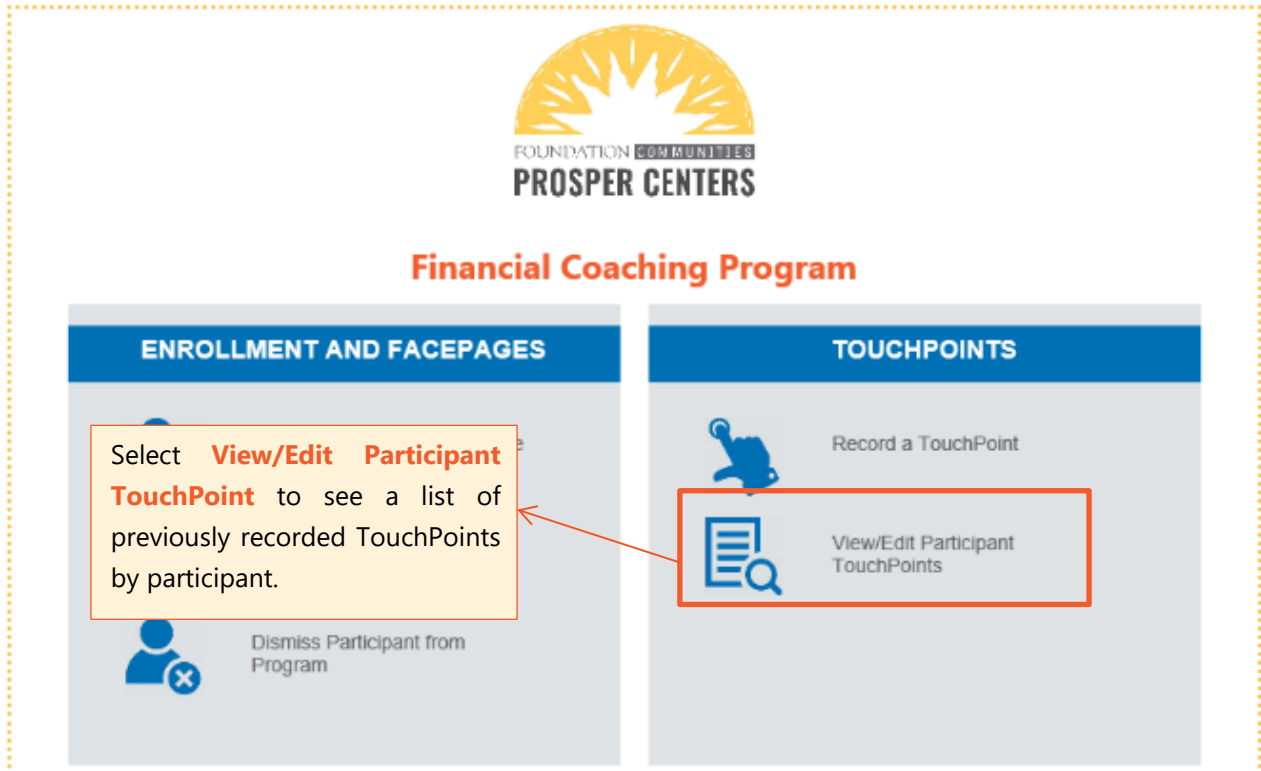 FOUNDATION COMMUNITIES
PROSPER CENTERS
Financial Coaching Program
ENROLLMENT AND FACEPAGES
Select View/Edit Participant
TouchPoint to see a list of
previously recorded TouchPoints
by participant.
Dismiss Participant from
Program
TOUCHPOINTS
Record a TouchPoint
View/Edit Participant
TouchPoints